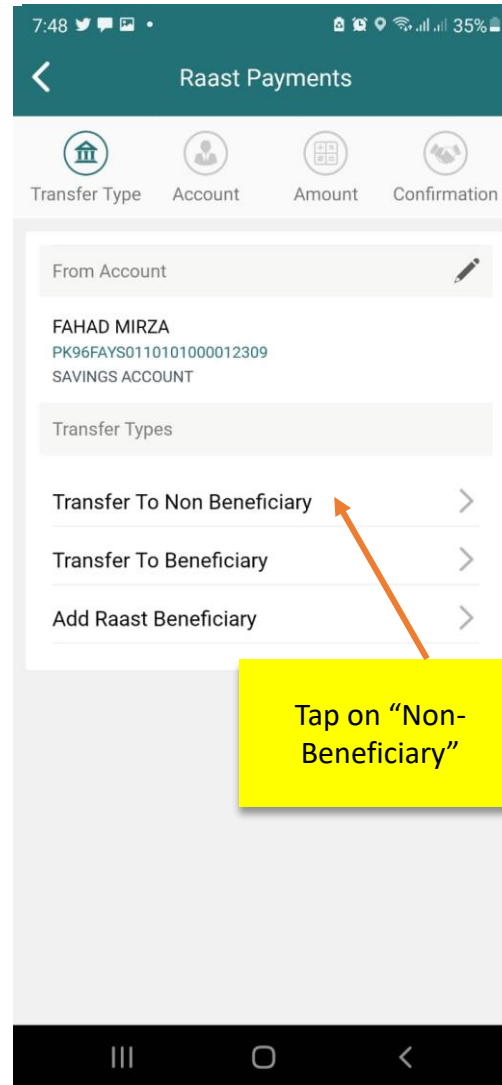 7:48 35%
Raast Payments
Transfer Type Account Amount Confirmation
From Account
FAHAD MIRZA
PK96FAYS0110101000012309
SAVINGS ACCOUNT
Transfer Types
Transfer To Non Beneficiary
Transfer To Beneficiary
Add Raast Beneficiary
Tap on “Non-
Beneficiary”